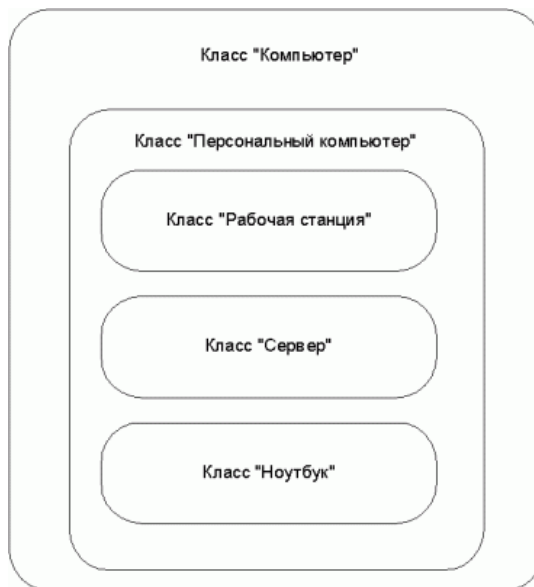 Класс "Компьютер"
Класс "Персональный компьютер"
Класс "Рабочая станция"
Класс "Сервер"
Класс "Ноутбук"